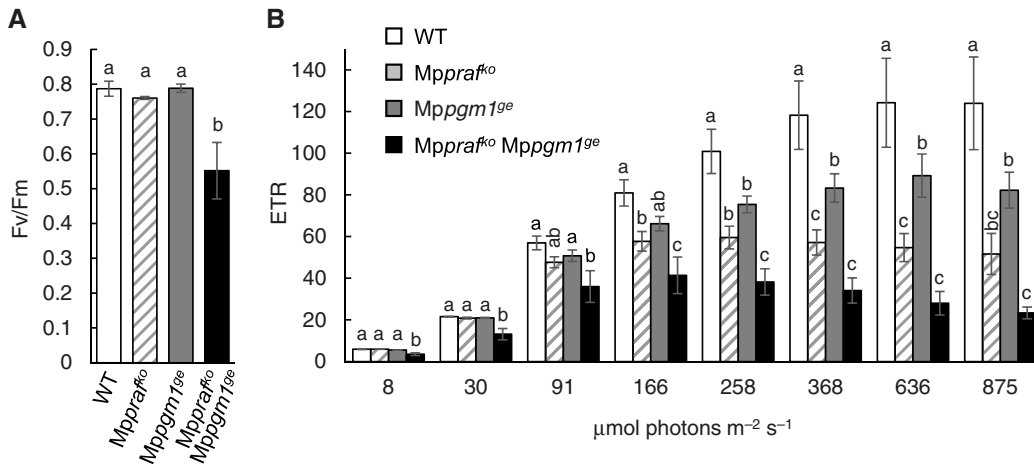 A
0.9
0.8
0.7
0.6
0.5
0.4
0.3
0.2
0.1
0
Fv/Fm
a
a
a
b
WT
Mppraf^ko
Mppgm1^ge
Mppraf^ko
Mppgm1^ge
B
WT
Mppraf^ko
Mppgm1^ge
Mppraf^ko Mppgm1^ge
140
120
100
80
60
40
20
0
ETR
a a a b
a a a b
a ab a b
a b ab c
a b b c
a c b c
a c b c
a bc b c
8 30 91 166 258 368 636 875
μmol photons m⁻² s⁻¹